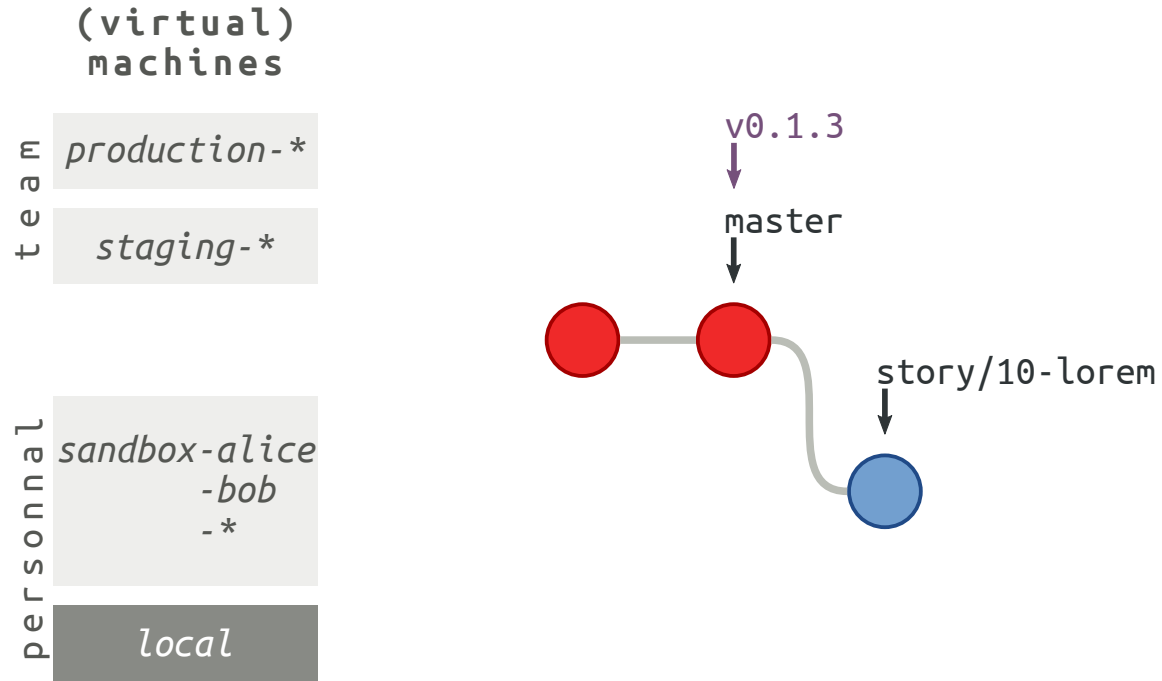 (virtual)
machines
team
production-*
staging-*
personnal
sandbox-alice
-bob
-*
local
v0.1.3
master
story/10-lorem